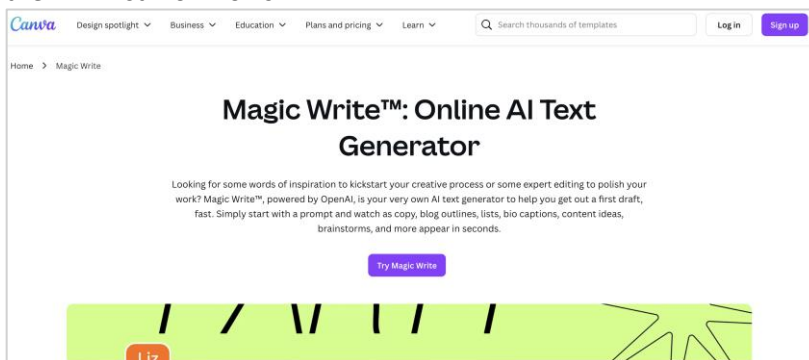 Canva Design spotlight Business Education Plans and pricing Learn Search thousands of templates Log in Sign up
Home > Magic Write
Magic Write™: Online AI Text
Generator
Looking for some words of inspiration to kickstart your creative process or some expert editing to polish your
work? Magic Write™, powered by OpenAI, is your very own AI text generator to help you get out a first draft,
fast. Simply start with a prompt and watch as copy, blog outlines, lists, bio captions, content ideas,
brainstorms, and more appear in seconds.
Try Magic Write
Liz